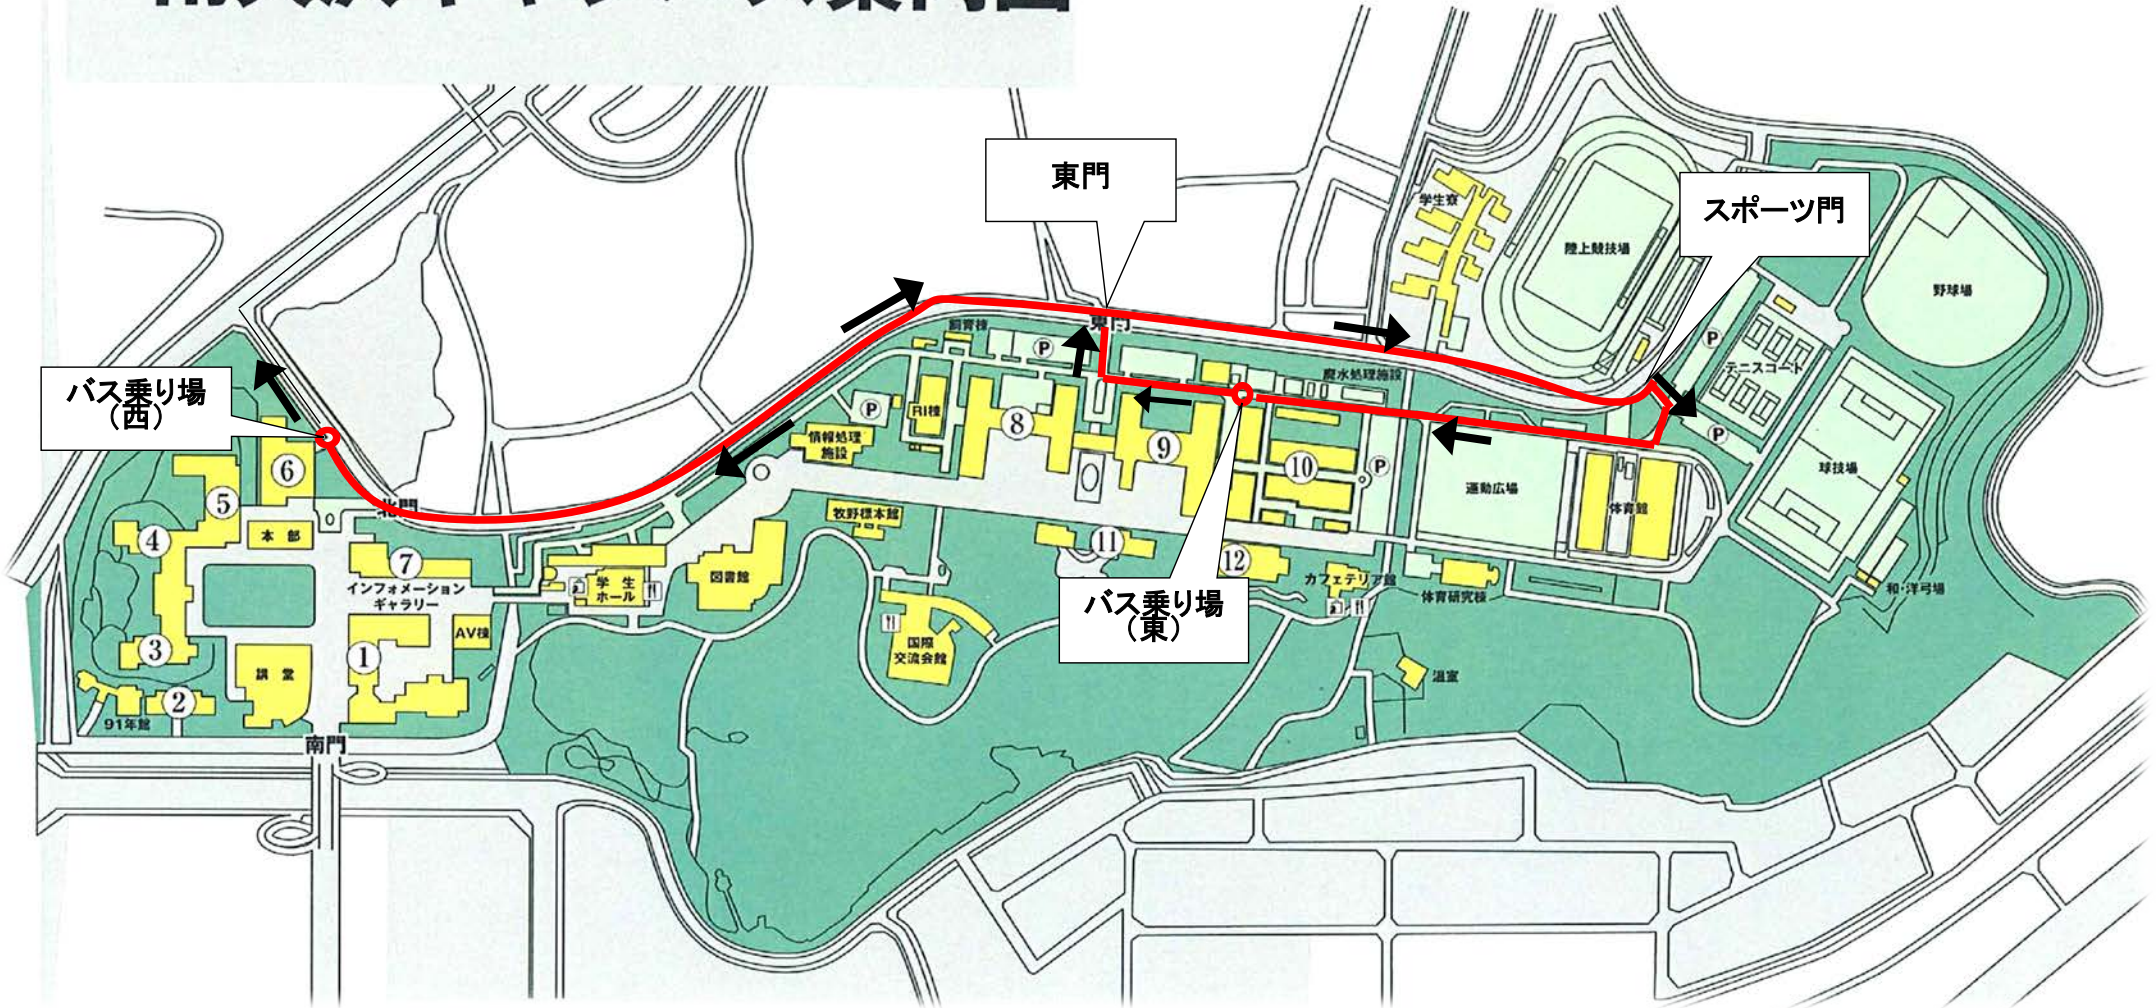 東門
スポーツ門
バス乗り場
（西）
バス乗り場
（東）
学生寮
陸上競技場
野球場
飼育棟
東門
P
P
廃水処理施設
テニスコート
P
RI棟
8
9
10
P
P
情報処理
施設
球技場
運動広場
体育館
6
5
北門
4
本部
7
牧野標本館
11
12
インフォメーション
ギャラリー
学生
ホール
図書館
カフェテリア館
体育研究棟
和・洋弓場
AV棟
3
1
国際
交流会館
講堂
温室
2
91年館
南門